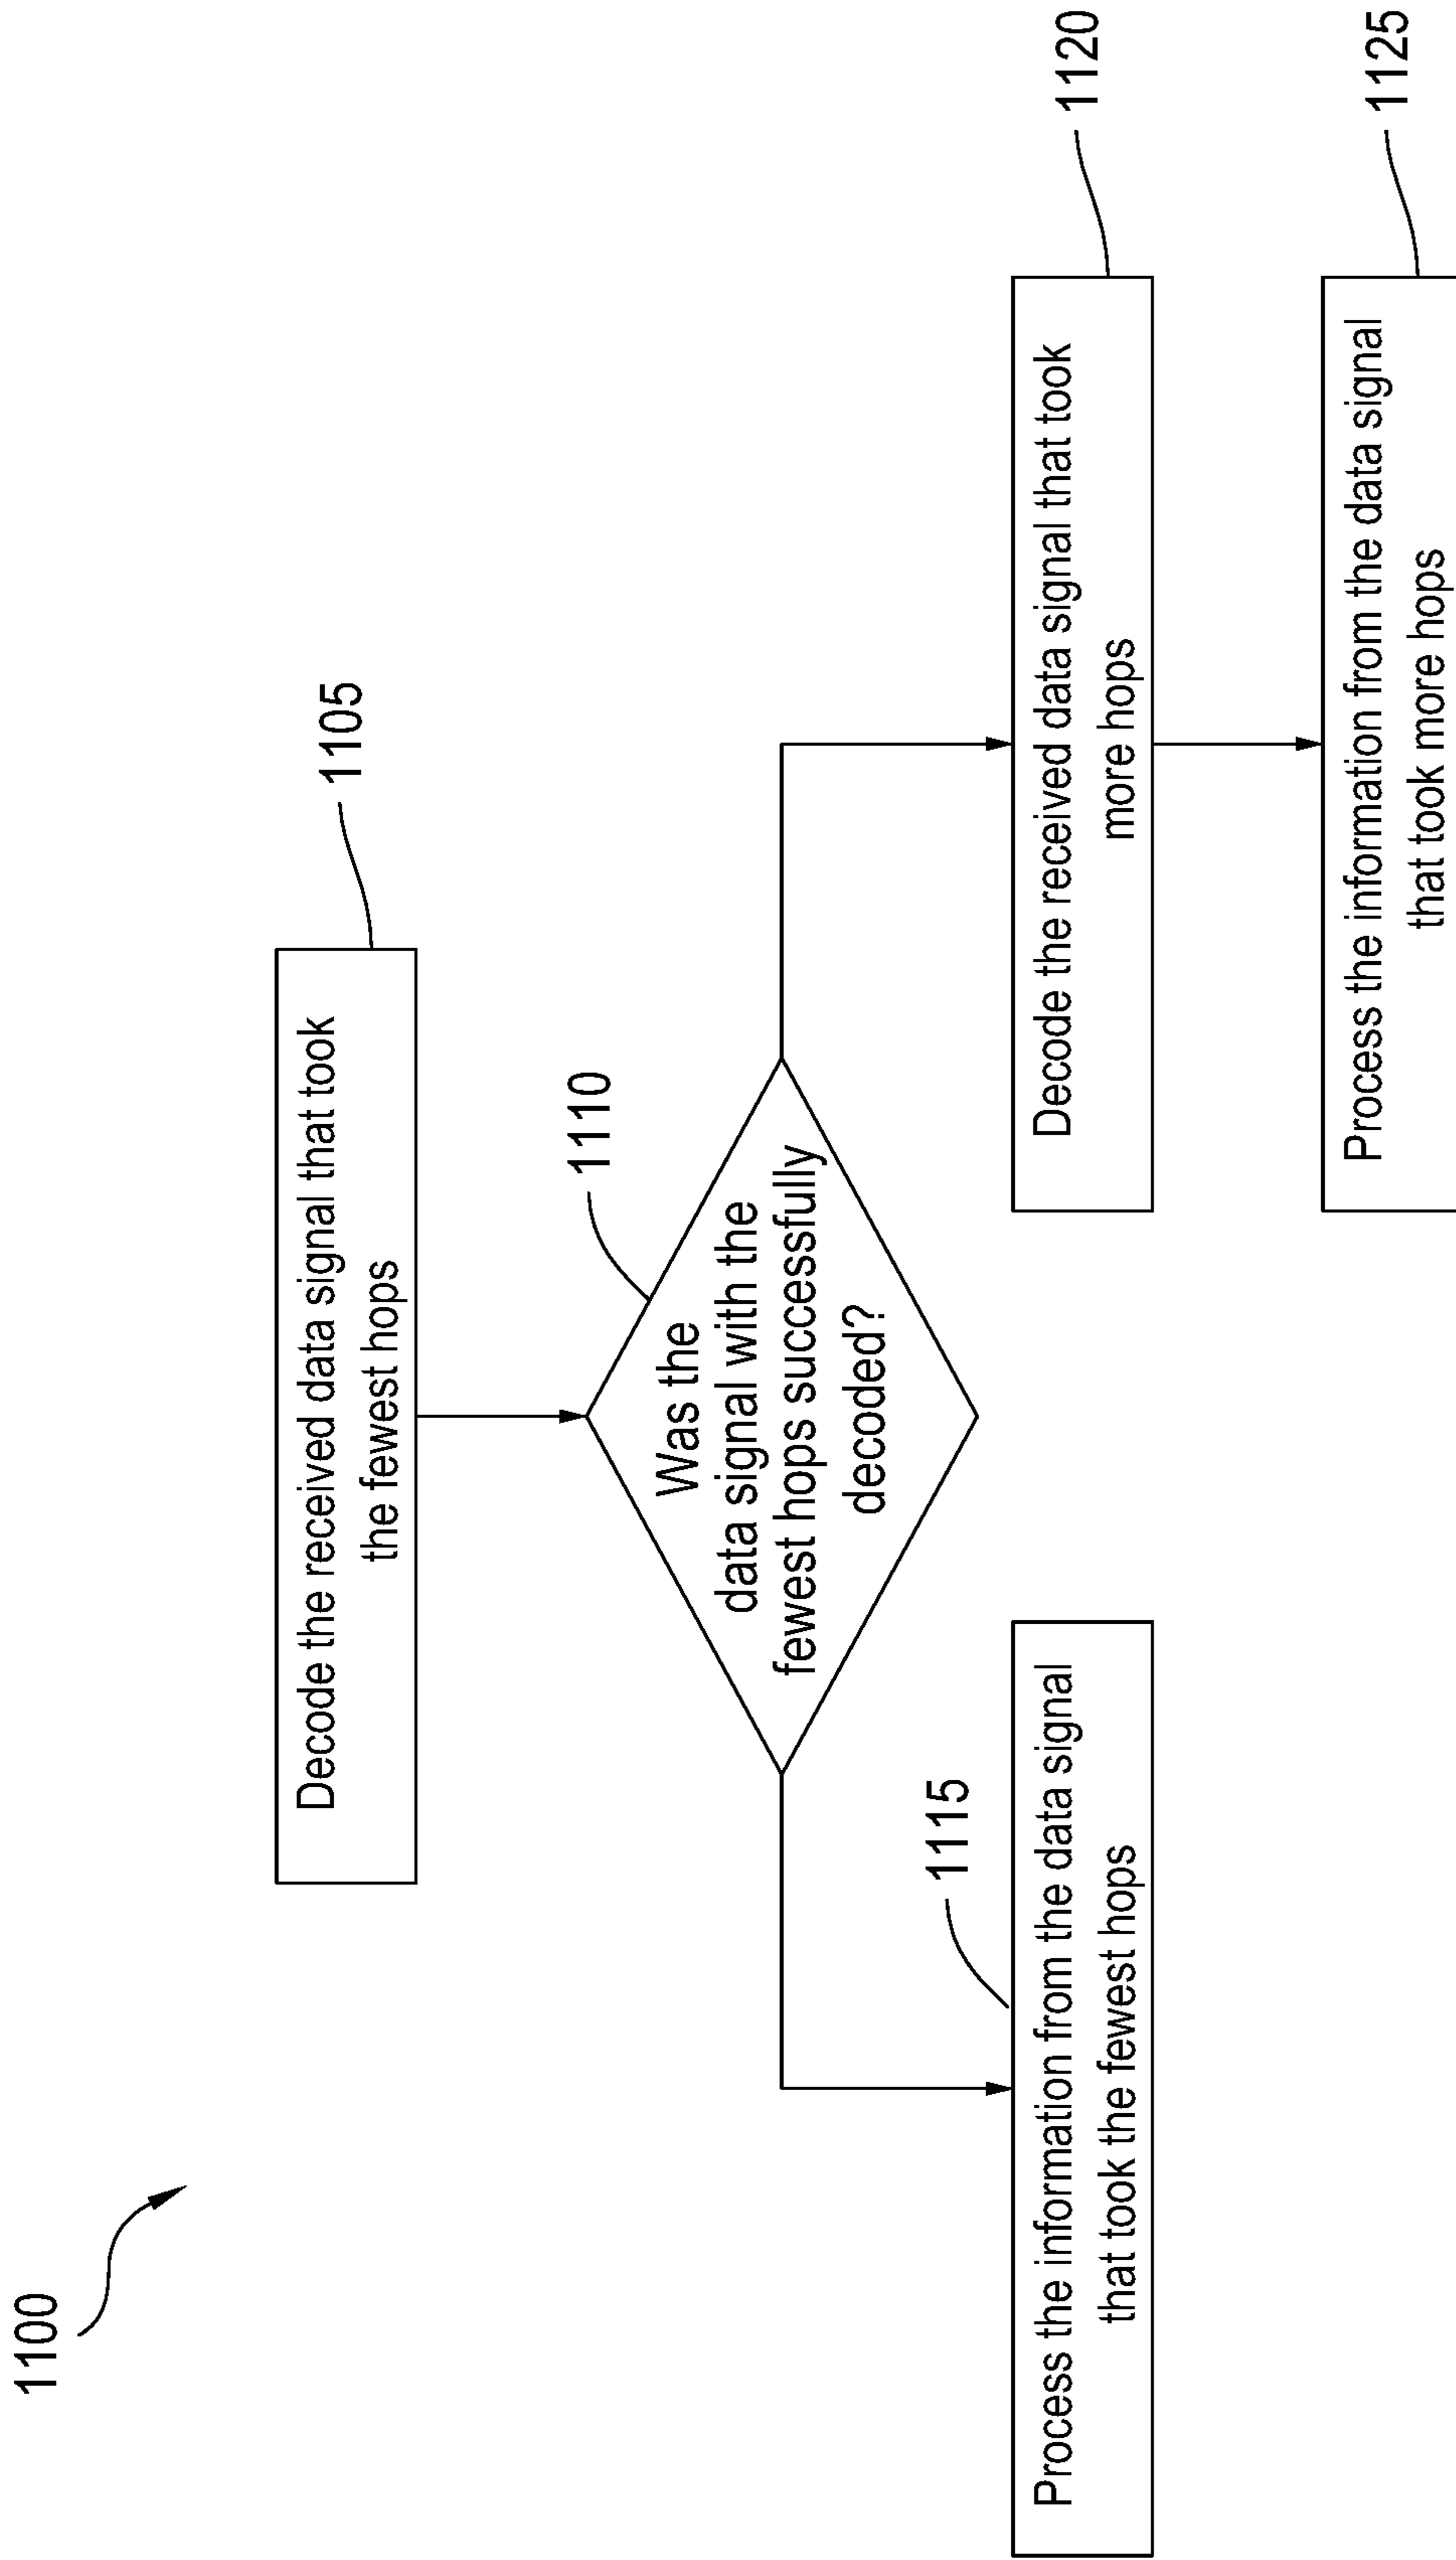 1100
1105
Decode the received data signal that took
the fewest hops
1110
Was the
data signal with the
fewest hops successfully
decoded?
1115
Process the information from the data signal
that took the fewest hops
1120
Decode the received data signal that took
more hops
1125
Process the information from the data signal
that took more hops